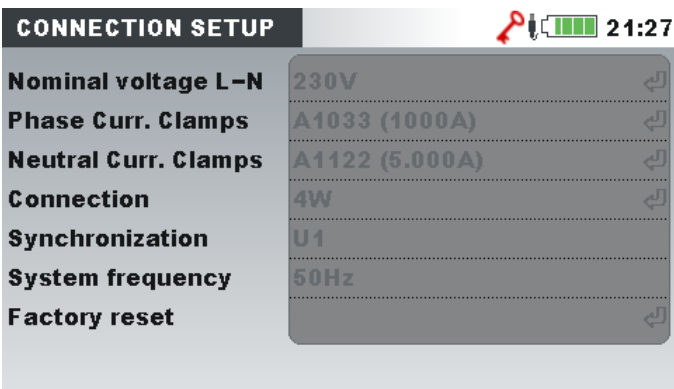 CONNECTION SETUP 21:27
Nominal voltage L-N 230V
Phase Curr. Clamps A1033 (1000A)
Neutral Curr. Clamps A1122 (5.000A)
Connection 4W
Synchronization U1
System frequency 50Hz
Factory reset